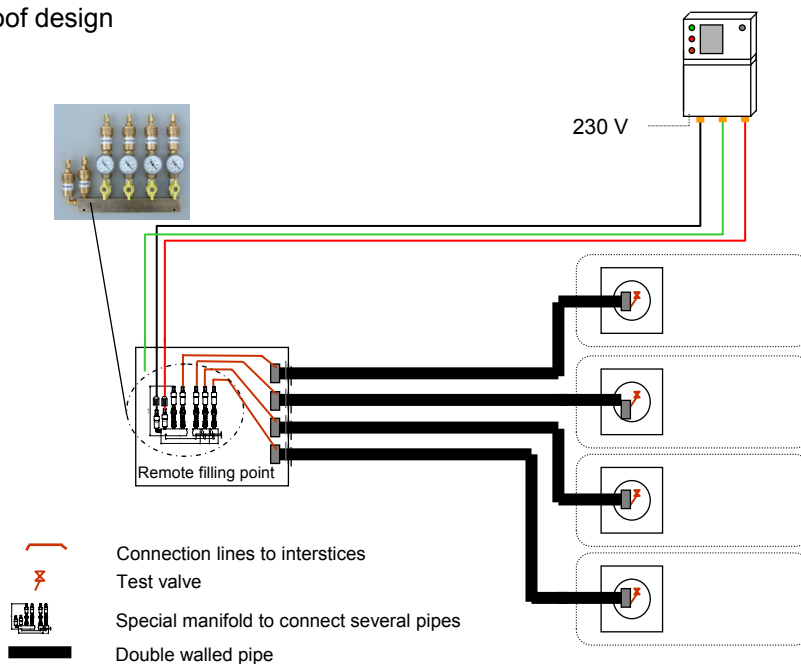 oof design
230 V
Remote filling point
Connection lines to interstices
Test valve
Special manifold to connect several pipes
Double walled pipe